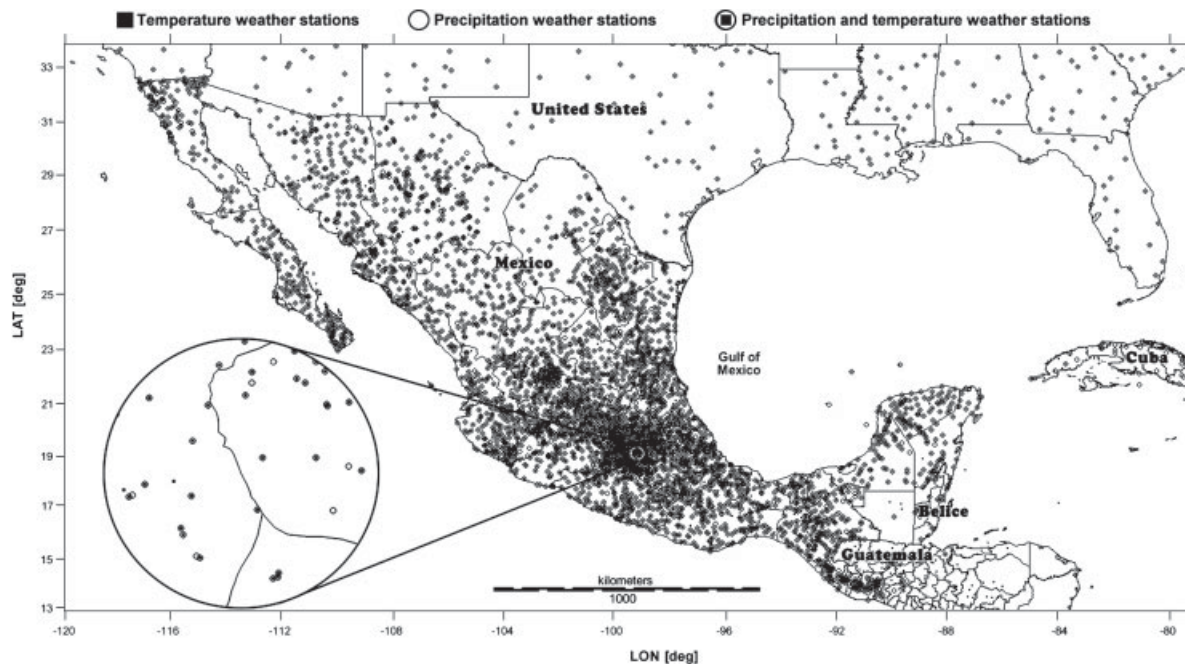 Temperature weather stations Precipitation weather stations Precipitation and temperature weather stations
33
31
29
27
25
23
21
19
17
15
13
LAT [deg]
United States
Mexico
Gulf of
Mexico
Cuba
Belice
Guatemala
kilometers
1000
-120 -116 -112 -108 -104 -100 -96 -92 -88 -84 -80
LON [deg]